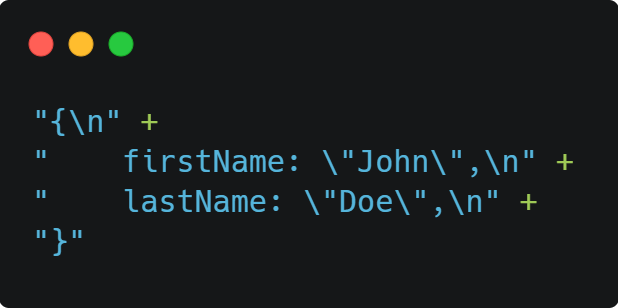 "{\n" +
"    firstName: \"John\",\n" +
"    lastName: \"Doe\",\n" +
"}"